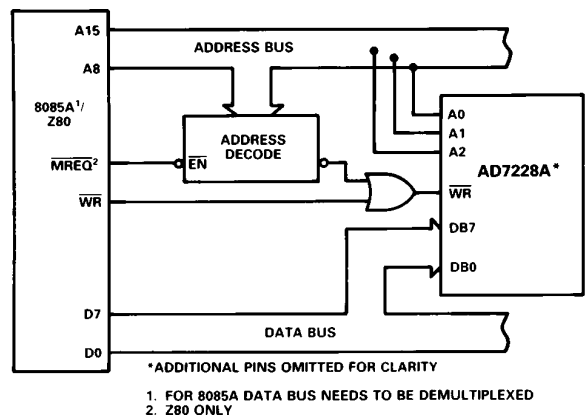 A15
ADDRESS BUS
A8
8085A¹/
Z80
ADDRESS
DECODE
A0
A1
A2
AD7228A*
MREQ²
EN
WR
WR
DB7
DB0
D7
DATA BUS
D0
*ADDITIONAL PINS OMITTED FOR CLARITY
1. FOR 8085A DATA BUS NEEDS TO BE DEMULTIPLEXED
2. Z80 ONLY